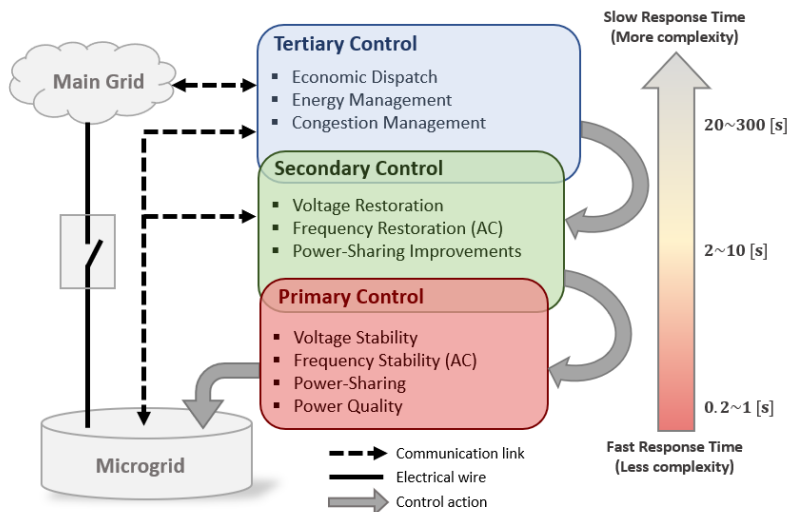 Slow Response Time
(More complexity)
Tertiary Control
▪ Economic Dispatch
▪ Energy Management
▪ Congestion Management
Main Grid
20~300 [s]
Secondary Control
▪ Voltage Restoration
▪ Frequency Restoration (AC)
▪ Power-Sharing Improvements
2~10 [s]
Primary Control
▪ Voltage Stability
▪ Frequency Stability (AC)
▪ Power-Sharing
▪ Power Quality
0.2~1 [s]
Fast Response Time
(Less complexity)
Microgrid
Communication link
Electrical wire
Control action